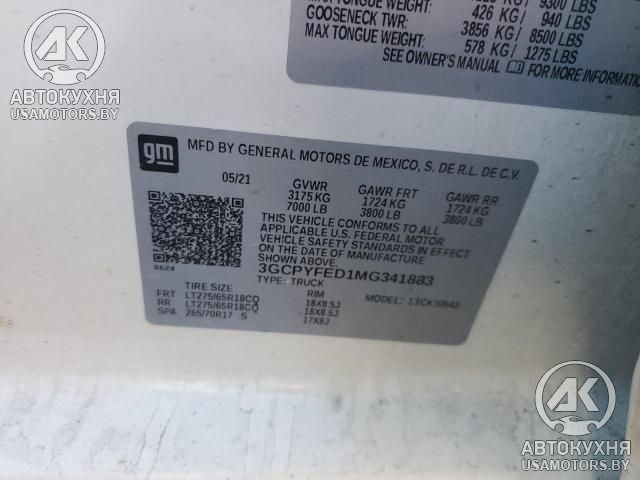 MAX TONGUE WEIGHT: 426 KG/ 940 LBS
GOOSENECK TWR: 3856 KG/ 8500 LBS
MAX TONGUE WEIGHT: 578 KG/ 1275 LBS
SEE OWNER'S MANUAL FOR MORE INFORMATION
АВТОКУХНЯ
USAMOTORS.BY
gm
MFD BY GENERAL MOTORS DE MEXICO, S. DE R.L. DE C.V.
05/21 GVWR GAWR FRT GAWR RR
3175 KG 1724 KG 1724 KG
7000 LB 3800 LB 3800 LB
THIS VEHICLE CONFORMS TO ALL
APPLICABLE U.S. FEDERAL MOTOR
VEHICLE SAFETY STANDARDS IN EFFECT
ON THE DATE OF MANUFACTURE
SHOWN ABOVE.
3GCPYFED1MG341883
0624
TYPE: TRUCK
TIRE SIZE RIM MODEL: 13CK10543
FRT LT275/65R18CQ 18X8.5J
RR LT275/65R18CQ 18X8.5J
SPA 265/70R17 S 17X8J
АК
АВТОКУХНЯ
USAMOTORS.BY